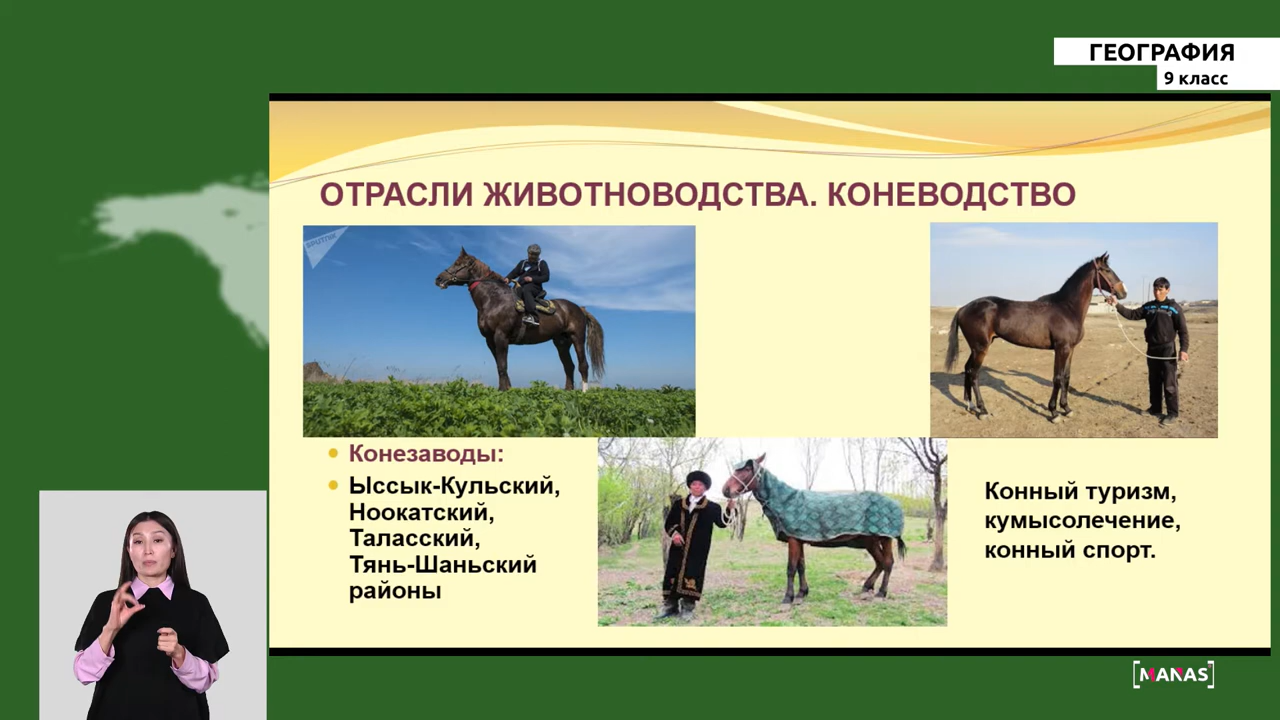 ГЕОГРАФИЯ
9 класс
ОТРАСЛИ ЖИВОТНОВОДСТВА. КОНЕВОДСТВО
SPUTNIK
Конезаводы:
Ыссык-Кульский,
Ноокатский,
Таласский,
Тянь-Шаньский
районы
Конный туризм,
кумысолечение,
конный спорт.
[MANAS]